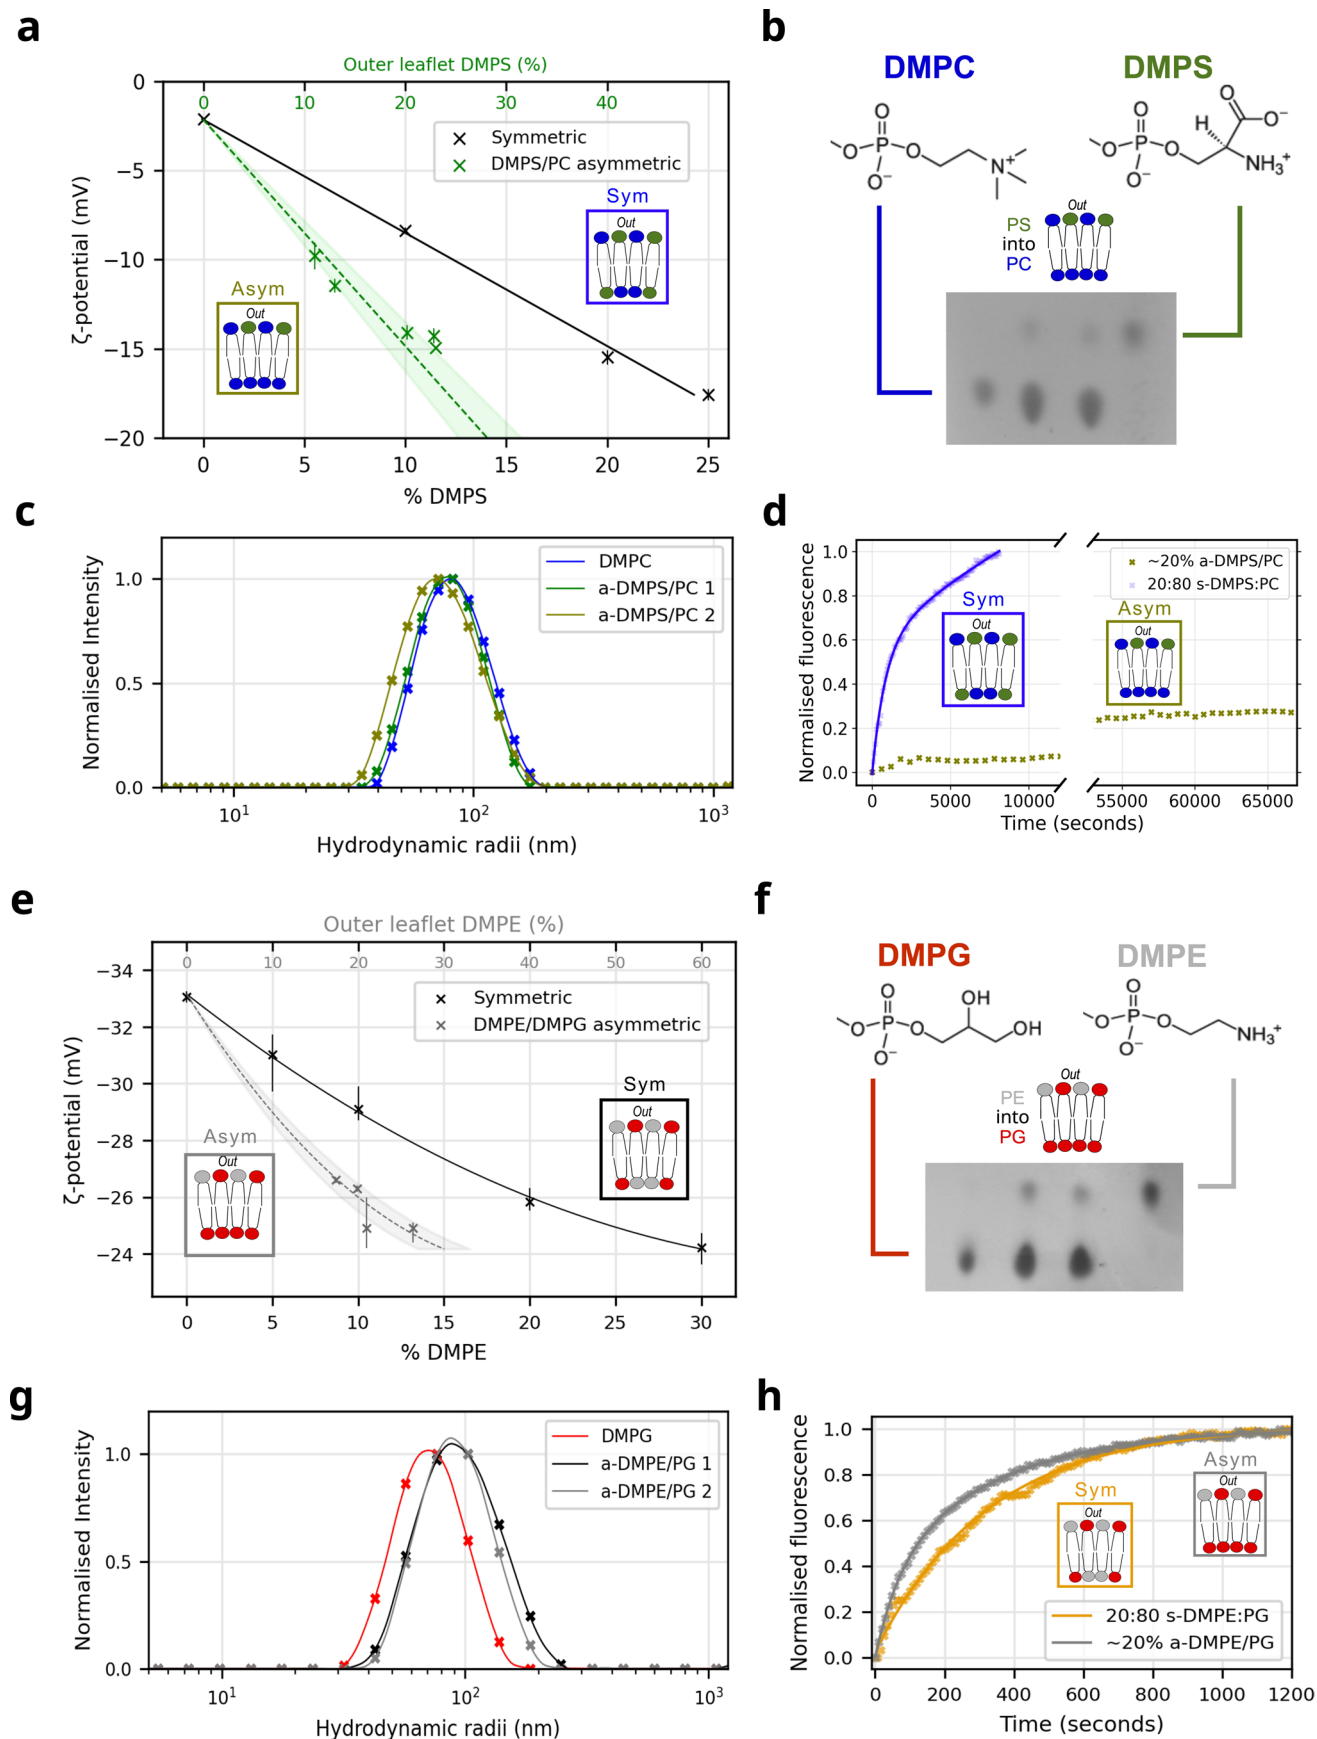 a
Outer leaflet DMPS (%)
0 10 20 30 40
Symmetric
DMPS/PC asymmetric
Sym
Out
Asym
Out
0
−5
−10
−15
−20
ζ-potential (mV)
0 5 10 15 20 25
% DMPS
b
DMPC
DMPS
O
O
P
O
O⁻
N⁺
O
O
P
O
O⁻
H
O
O⁻
NH₃⁺
Out
PS
into
PC
c
DMPC
a-DMPS/PC 1
a-DMPS/PC 2
1.0
0.5
0.0
Normalised Intensity
10¹ 10² 10³
Hydrodynamic radii (nm)
d
~20% a-DMPS/PC
20:80 s-DMPS:PC
Sym
Out
Asym
Out
1.0
0.8
0.6
0.4
0.2
0.0
Normalised fluorescence
0 5000 10000 55000 60000 65000
Time (seconds)
e
Outer leaflet DMPE (%)
0 10 20 30 40 50 60
Symmetric
DMPE/DMPG asymmetric
Sym
Out
Asym
Out
−34
−32
−30
−28
−26
−24
ζ-potential (mV)
0 5 10 15 20 25 30
% DMPE
f
DMPG
DMPE
O
O
P
O
O⁻
OH
OH
O
O
P
O
O⁻
NH₃⁺
Out
PE
into
PG
g
DMPG
a-DMPE/PG 1
a-DMPE/PG 2
1.0
0.5
0.0
Normalised Intensity
10¹ 10² 10³
Hydrodynamic radii (nm)
h
Asym
Out
Sym
Out
20:80 s-DMPE:PG
~20% a-DMPE/PG
1.0
0.8
0.6
0.4
0.2
0.0
Normalised fluorescence
0 200 400 600 800 1000 1200
Time (seconds)